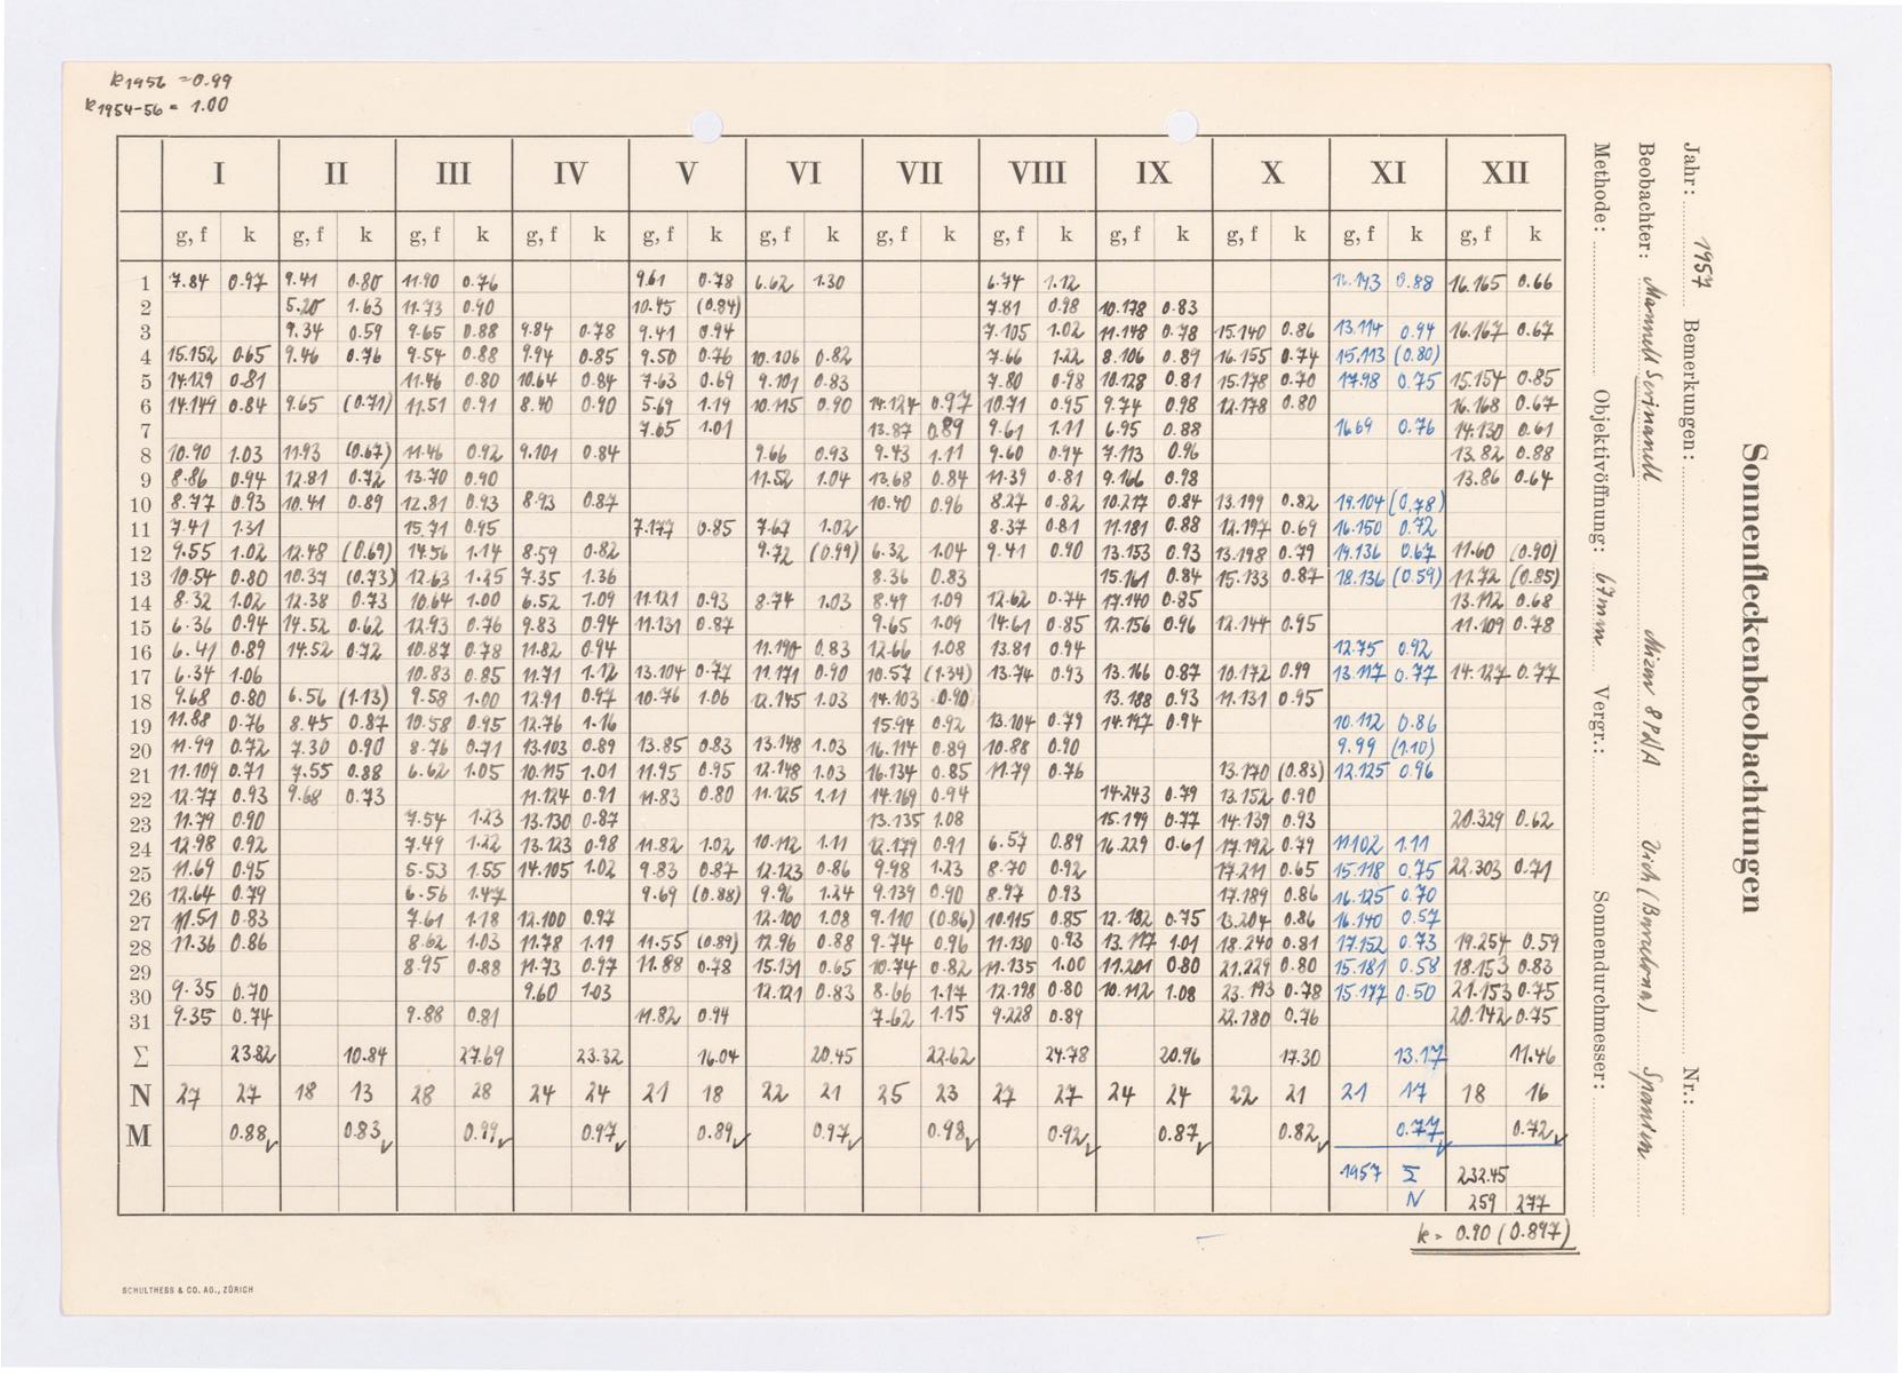 k1956 = 0.99
k1954-56 = 1.00
I II III IV V VI VII VIII IX X XI XII
g, f k g, f k g, f k g, f k g, f k g, f k g, f k g, f k g, f k g, f k g, f k g, f k
1 7.84 0.97 9.41 0.80 11.90 0.76 9.61 0.78 6.62 1.30 6.74 1.12 16.143 0.88 16.165 0.66
2 5.20 1.63 11.73 0.90 10.45 (0.84) 7.81 0.98 10.178 0.83
3 9.34 0.59 9.65 0.88 9.84 0.78 9.41 0.94 7.105 1.02 11.148 0.78 15.140 0.86 13.114 0.94 16.167 0.67
4 15.152 0.65 9.46 0.76 9.54 0.88 9.94 0.85 9.50 0.76 10.106 0.82 7.66 1.22 8.106 0.89 16.155 0.74 15.113 (0.80)
5 14.129 0.81 11.46 0.80 10.64 0.84 7.63 0.69 9.101 0.83 7.80 0.98 10.128 0.81 15.178 0.70 17.98 0.75 15.154 0.85
6 14.149 0.84 9.65 (0.71) 11.51 0.91 8.40 0.90 5.69 1.19 10.115 0.90 14.124 0.97 10.71 0.95 9.74 0.98 12.178 0.80 16.168 0.67
7 7.65 1.01 13.87 0.89 9.61 1.11 6.95 0.88 16.69 0.76 14.130 0.61
8 10.90 1.03 11.93 (0.67) 11.46 0.92 9.101 0.84 9.66 0.93 9.43 1.11 9.60 0.94 7.113 0.96 13.82 0.88
9 8.86 0.94 12.81 0.72 13.70 0.90 11.52 1.04 13.68 0.84 11.39 0.81 9.166 0.98 13.86 0.64
10 8.77 0.93 10.41 0.89 12.81 0.93 8.93 0.87 10.40 0.96 8.27 0.82 10.217 0.84 13.199 0.82 19.104 (0.78)
11 7.41 1.31 15.71 0.95 7.177 0.85 7.67 1.02 8.37 0.81 11.181 0.88 12.197 0.69 16.150 0.72
12 9.55 1.02 12.48 (0.69) 14.56 1.14 8.59 0.82 9.72 (0.99) 6.32 1.04 9.41 0.90 13.153 0.93 13.198 0.79 19.136 0.67 11.60 (0.90)
13 10.54 0.80 10.37 (0.73) 12.63 1.25 7.35 1.36 8.36 0.83 15.161 0.84 15.133 0.87 18.136 (0.59) 11.72 (0.85)
14 8.32 1.02 12.38 0.73 10.64 1.00 6.52 1.09 11.121 0.93 8.74 1.03 8.49 1.09 12.62 0.74 17.140 0.85 13.112 0.68
15 6.36 0.94 14.52 0.62 12.93 0.76 9.83 0.94 11.131 0.87 9.65 1.09 14.61 0.85 12.156 0.96 12.144 0.95 11.109 0.78
16 6.41 0.89 14.52 0.72 10.87 0.78 11.82 0.94 11.190 0.83 12.66 1.08 13.81 0.94 12.75 0.92
17 6.34 1.06 10.83 0.85 11.71 1.12 13.104 0.77 11.171 0.90 10.57 (1.34) 13.74 0.93 13.166 0.87 10.172 0.99 13.117 0.77 14.127 0.77
18 9.68 0.80 6.56 (1.13) 9.58 1.00 12.91 0.97 10.76 1.06 12.145 1.03 14.103 0.90 13.188 0.93 11.131 0.95
19 11.88 0.76 8.45 0.87 10.58 0.95 12.76 1.16 15.94 0.92 13.104 0.79 14.197 0.94 10.112 0.86
20 11.99 0.72 7.30 0.90 8.76 0.71 13.103 0.89 13.85 0.83 13.148 1.03 16.114 0.89 10.88 0.90 9.99 (1.10)
21 11.109 0.71 7.55 0.88 6.62 1.05 10.115 1.01 11.95 0.95 12.148 1.03 16.134 0.85 11.79 0.76 13.170 (0.83) 12.125 0.96
22 12.77 0.93 9.68 0.73 11.124 0.91 11.83 0.80 11.125 1.11 14.169 0.94 14.243 0.79 13.152 0.90
23 11.79 0.90 7.54 1.23 13.130 0.87 13.135 1.08 15.199 0.77 14.139 0.93 20.329 0.62
24 12.98 0.92 7.49 1.22 13.123 0.98 11.82 1.02 10.112 1.11 12.179 0.91 6.57 0.89 16.229 0.61 17.192 0.79 11.102 1.11
25 11.69 0.95 5.53 1.55 14.105 1.02 9.83 0.87 12.123 0.86 9.98 1.23 8.70 0.92 17.211 0.65 15.118 0.75 22.303 0.71
26 12.64 0.79 6.56 1.47 9.69 (0.88) 9.96 1.24 9.139 0.90 8.97 0.93 17.189 0.86 16.125 0.70
27 11.51 0.83 7.61 1.18 12.100 0.97 12.100 1.08 9.110 (0.86) 10.115 0.85 12.182 0.75 13.204 0.86 16.140 0.57
28 11.36 0.86 8.62 1.03 11.78 1.19 11.55 (0.89) 12.96 0.88 9.74 0.96 11.130 0.93 13.117 1.01 18.240 0.81 17.152 0.73 19.254 0.59
29 8.95 0.88 11.73 0.97 11.88 0.78 15.131 0.65 10.74 0.82 11.135 1.00 11.201 0.80 21.229 0.80 15.181 0.58 18.153 0.83
30 9.35 0.70 9.60 1.03 12.121 0.83 8.66 1.17 12.198 0.80 10.112 1.08 23.193 0.78 15.177 0.50 21.153 0.75
31 9.35 0.74 9.88 0.81 11.82 0.94 7.62 1.15 9.228 0.89 22.180 0.76 20.142 0.75
Σ 23.82 10.84 27.69 23.32 16.04 20.45 22.62 24.78 20.96 17.30 13.17 11.46
N 27 27 18 13 28 28 24 24 21 18 22 21 25 23 27 27 24 24 22 21 21 17 18 16
M 0.88 0.83 0.99 0.97 0.89 0.97 0.98 0.92 0.87 0.82 0.77 0.72
1957 Σ 232.45
N 259 277
k = 0.90 (0.897)
SCHULTHESS & CO. AG., ZÜRICH
Sonnenfleckenbeobachtungen
Jahr: 1957 Bemerkungen: Nr.:
Beobachter: Vich (Barcelona) Spanien
Methode: Objektivöffnung: 67mm Vergr.: Sonnendurchmesser: